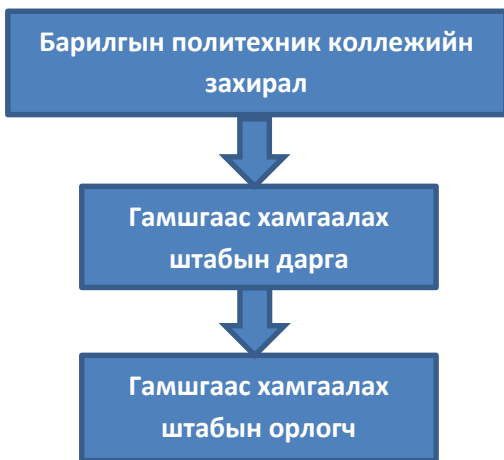 Барилгын политехник коллежийн
захирал
Гамшгаас хамгаалах
штабын дарга
Гамшгаас хамгаалах
штабын орлогч